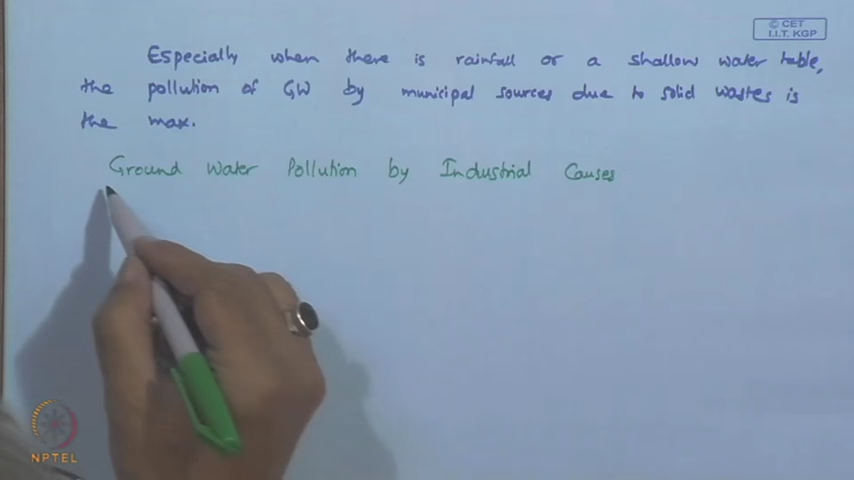 © CET
I.I.T. KGP
Especially when there is rainfall or a shallow water table,
the pollution of GW by municipal sources due to solid wastes is
the max.
Ground Water Pollution by Industrial Causes
NPTEL